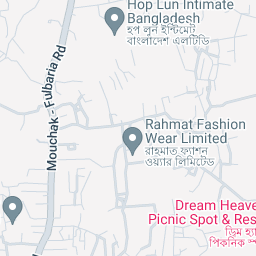 Hop Lun Intimate
Bangladesh
হপ লুন ইন্টিমেট
বাংলাদেশ এলটিডি
Mouchak - Fulbaria Rd
Rahmat Fashion
Wear Limited
রাহমাত ফ্যাশন
ওয়্যার লিমিটেড
Dream Heave
Picnic Spot & Res
ড্রিম হ্যা
পিকনিক স্প